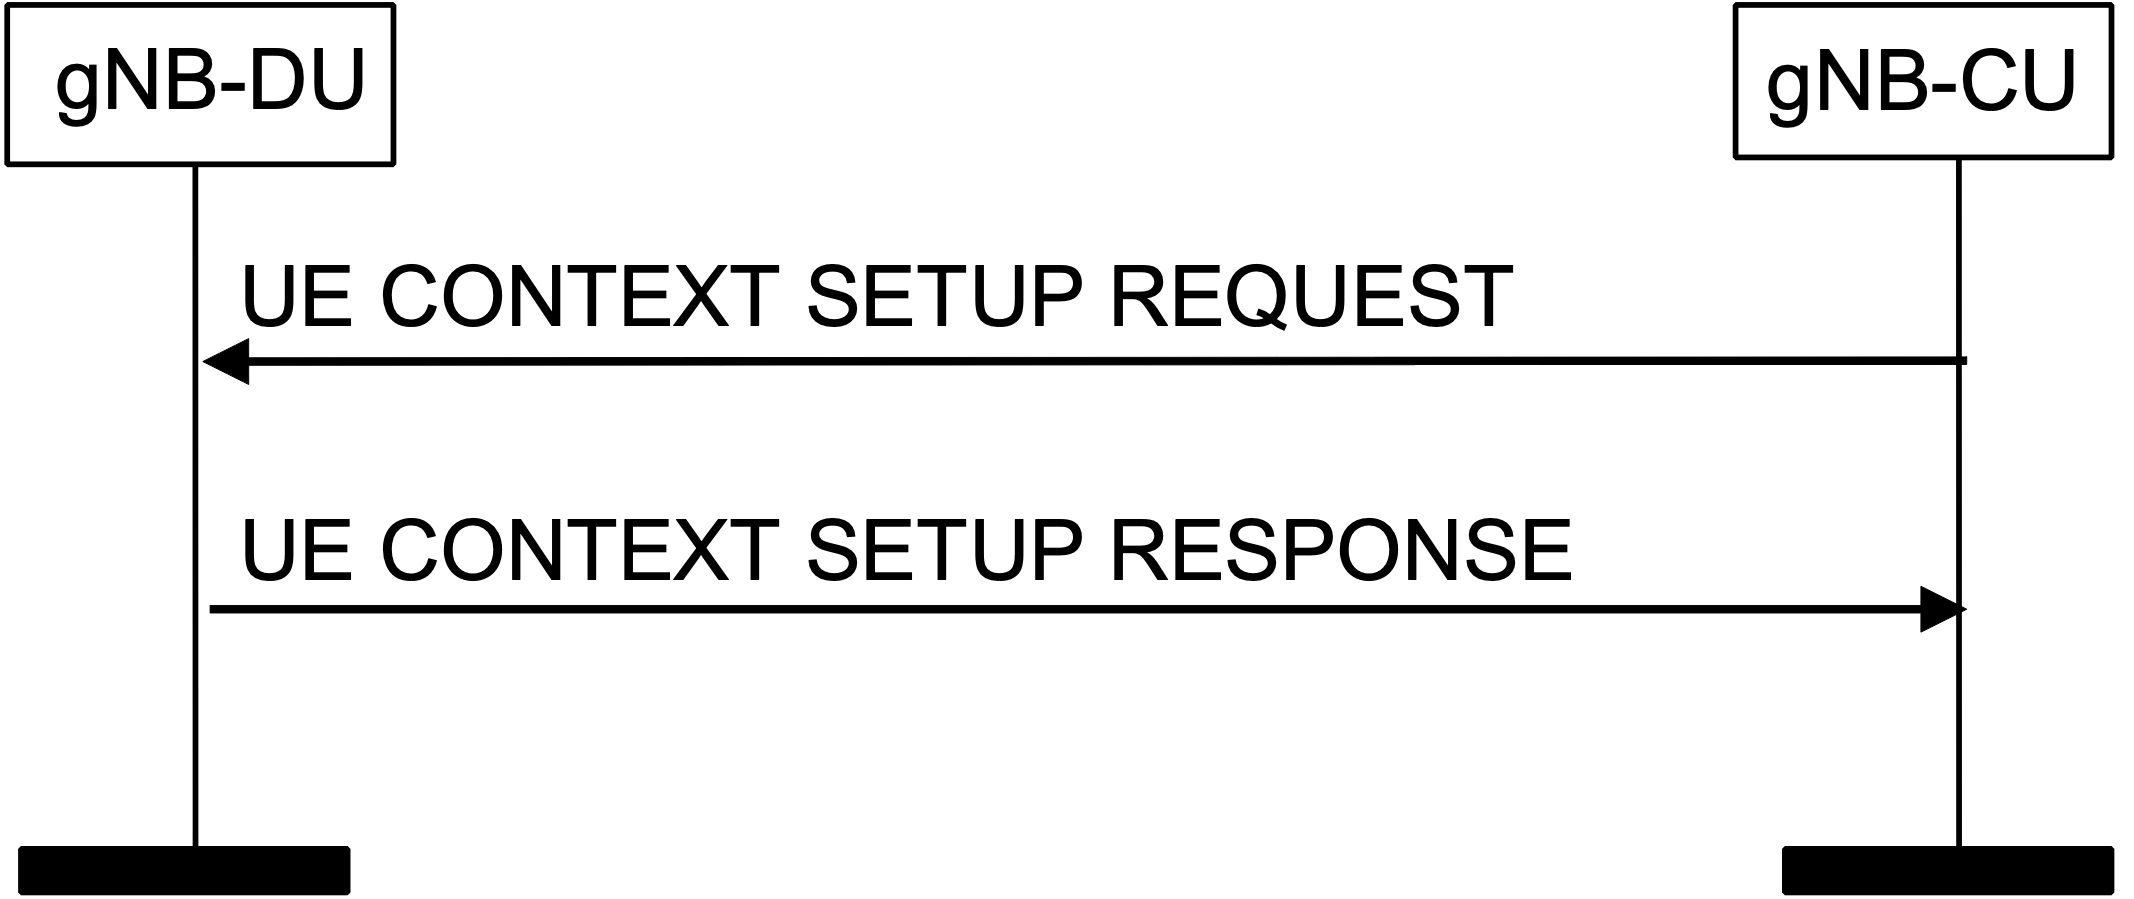 gNB-DU
gNB-CU
UE CONTEXT SETUP REQUEST
UE CONTEXT SETUP RESPONSE